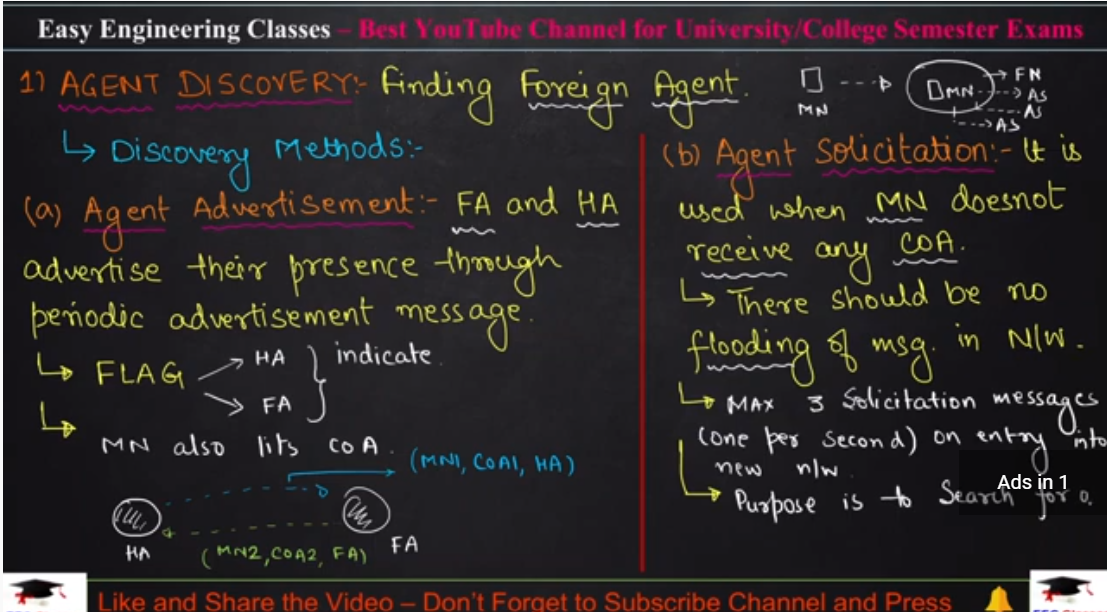 Easy Engineering Classes – Best YouTube Channel for University/College Semester Exams
1) AGENT DISCOVERY:- Finding Foreign Agent.
MN
MN
FN
AS
AS
AS
Discovery Methods:-
(a) Agent Advertisement:- FA and HA
advertise their presence through
periodic advertisement message.
FLAG
HA
FA
indicate.
MN also lits COA.
(MN1, COA1, HA)
HA
(MN2, COA2, FA)
FA
(b) Agent Solicitation:- It is
used when MN doesnot
receive any COA.
There should be no
flooding of msg. in N/W.
MAX 3 Solicitation messages
(one per second) on entry into
new n/w.
Purpose is to Search for
Ads in 1
Like and Share the Video – Don't Forget to Subscribe Channel and Press